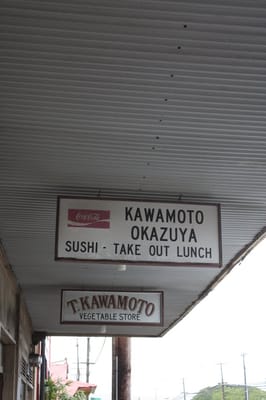 Coca-Cola
KAWAMOTO
OKAZUYA
SUSHI - TAKE OUT LUNCH
T. KAWAMOTO
VEGETABLE STORE